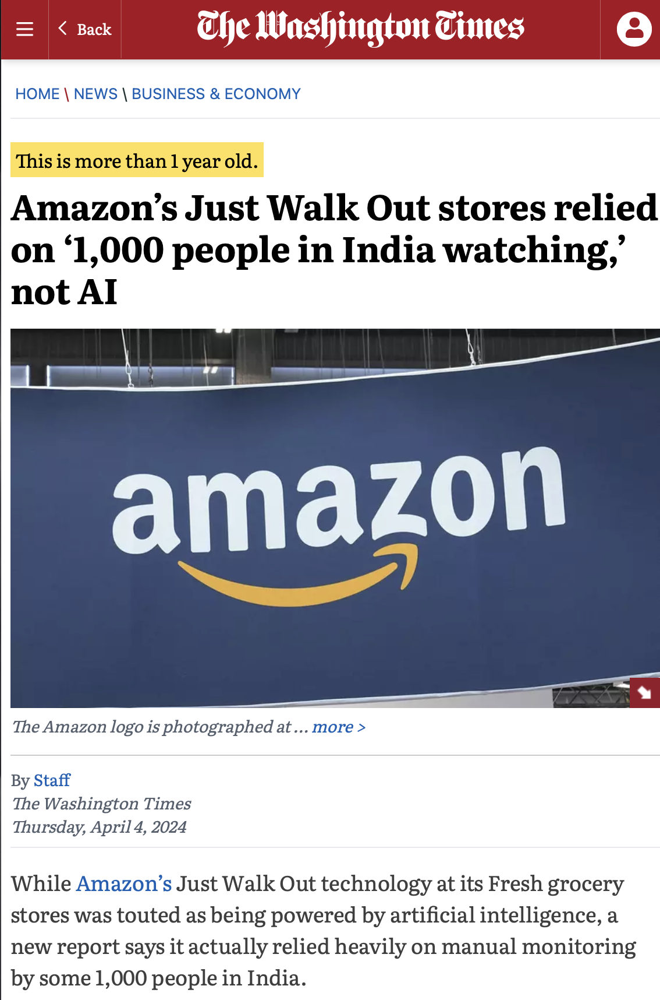 Back
The Washington Times
HOME \ NEWS \ BUSINESS & ECONOMY
This is more than 1 year old.
Amazon’s Just Walk Out stores relied
on ‘1,000 people in India watching,’
not AI
amazon
The Amazon logo is photographed at ... more >
By Staff
The Washington Times
Thursday, April 4, 2024
While Amazon’s Just Walk Out technology at its Fresh grocery
stores was touted as being powered by artificial intelligence, a
new report says it actually relied heavily on manual monitoring
by some 1,000 people in India.